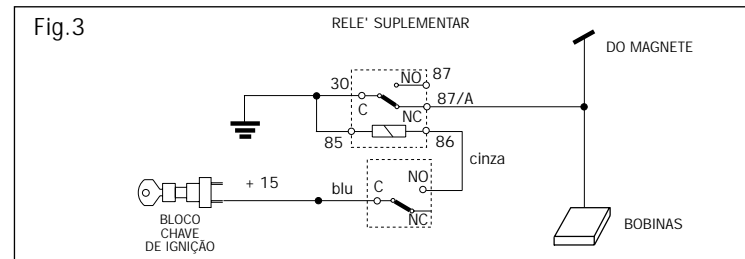 Fig.3
RELE' SUPLEMENTAR
DO MAGNETE
NO
87
30
C
NC
87/A
85
86
cinza
+ 15
blu
C
NO
NC
BLOCO
CHAVE
DE IGNIÇÃO
BOBINAS